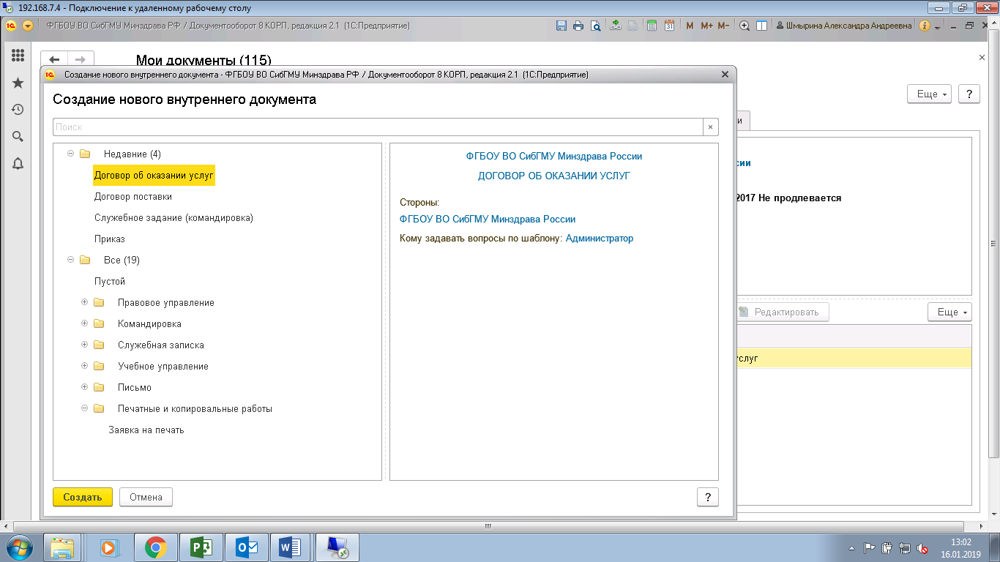 192.168.7.4 - Подключение к удаленному рабочему столу
ФГБОУ ВО СибГМУ Минздрава РФ / Документооборот 8 КОРП, редакция 2.1 (1С:Предприятие)
M M+ M- Шмырина Александра Андреевна
Мои документы (115)
Создание нового внутреннего документа - ФГБОУ ВО СибГМУ Минздрава РФ / Документооборот 8 КОРП, редакция 2.1 (1С:Предприятие)
Создание нового внутреннего документа
Еще ?
Поиск
и
Недавние (4)
Договор об оказании услуг
Договор поставки
Служебное задание (командировка)
Приказ
Все (19)
Пустой
Правовое управление
Командировка
Служебная записка
Учебное управление
Письмо
Печатные и копировальные работы
Заявка на печать
ФГБОУ ВО СибГМУ Минздрава России
ДОГОВОР ОБ ОКАЗАНИИ УСЛУГ
Стороны:
ФГБОУ ВО СибГМУ Минздрава России
Кому задавать вопросы по шаблону: Администратор
сии
2017 Не продлевается
Редактировать Еще
услуг
Создать Отмена ?
13:02
16.01.2019